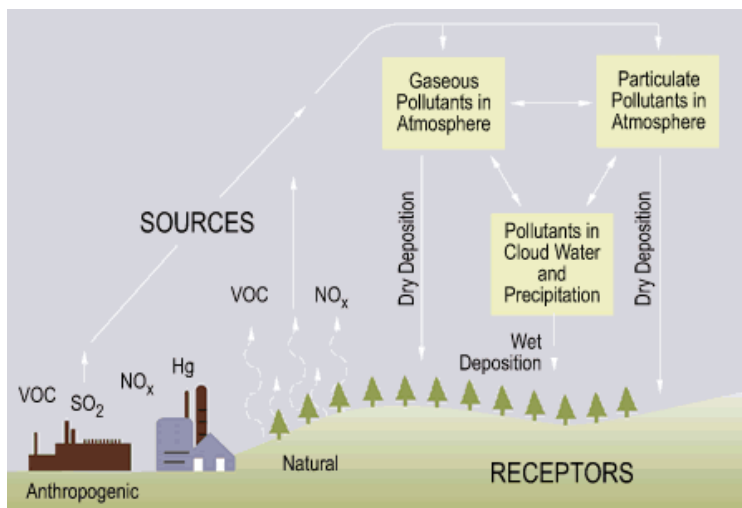 Gaseous
Pollutants in
Atmosphere
Particulate
Pollutants in
Atmosphere
SOURCES
Dry Deposition
Pollutants in
Cloud Water
and
Precipitation
Dry Deposition
VOC
NOx
Wet
Deposition
VOC
SO2
NOx
Hg
Natural
RECEPTORS
Anthropogenic